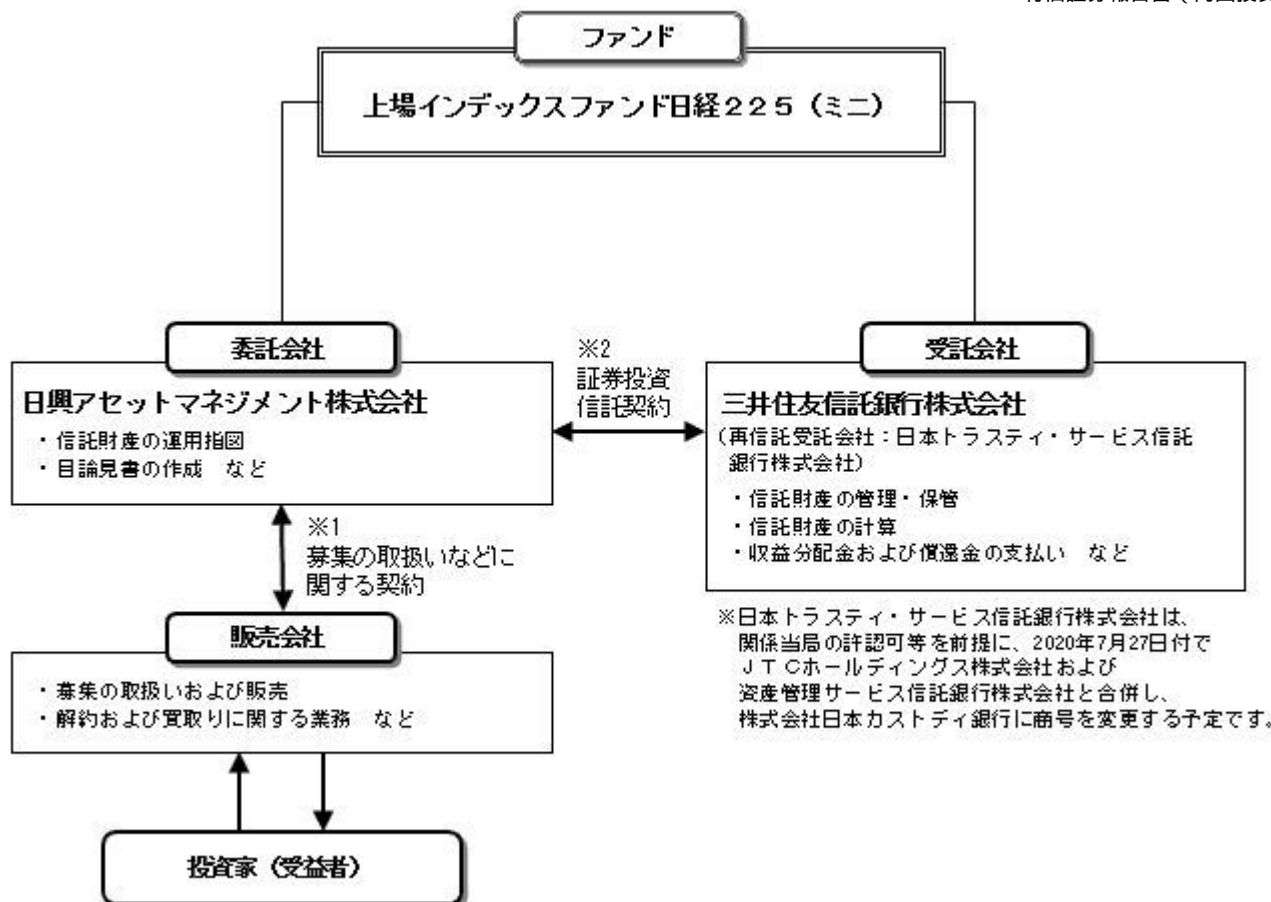 ファンド
上場インデックスファンド日経225（ミニ）
委託会社
日興アセットマネジメント株式会社
・信託財産の運用指図
・目論見書の作成　など
※2
証券投資
信託契約
受託会社
三井住友信託銀行株式会社
（再信託受託会社：日本トラスティ・サービス信託
銀行株式会社）
・信託財産の管理・保管
・信託財産の計算
・収益分配金および償還金の支払い　など
※1
募集の取扱いなどに
関する契約
販売会社
・募集の取扱いおよび販売
・解約および買取りに関する業務　など
※日本トラスティ・サービス信託銀行株式会社は、
関係当局の許認可等を前提に、2020年7月27日付で
ＪＴＣホールディングス株式会社および
資産管理サービス信託銀行株式会社と合併し、
株式会社日本カストディ銀行に商号を変更する予定です。
投資家（受益者）